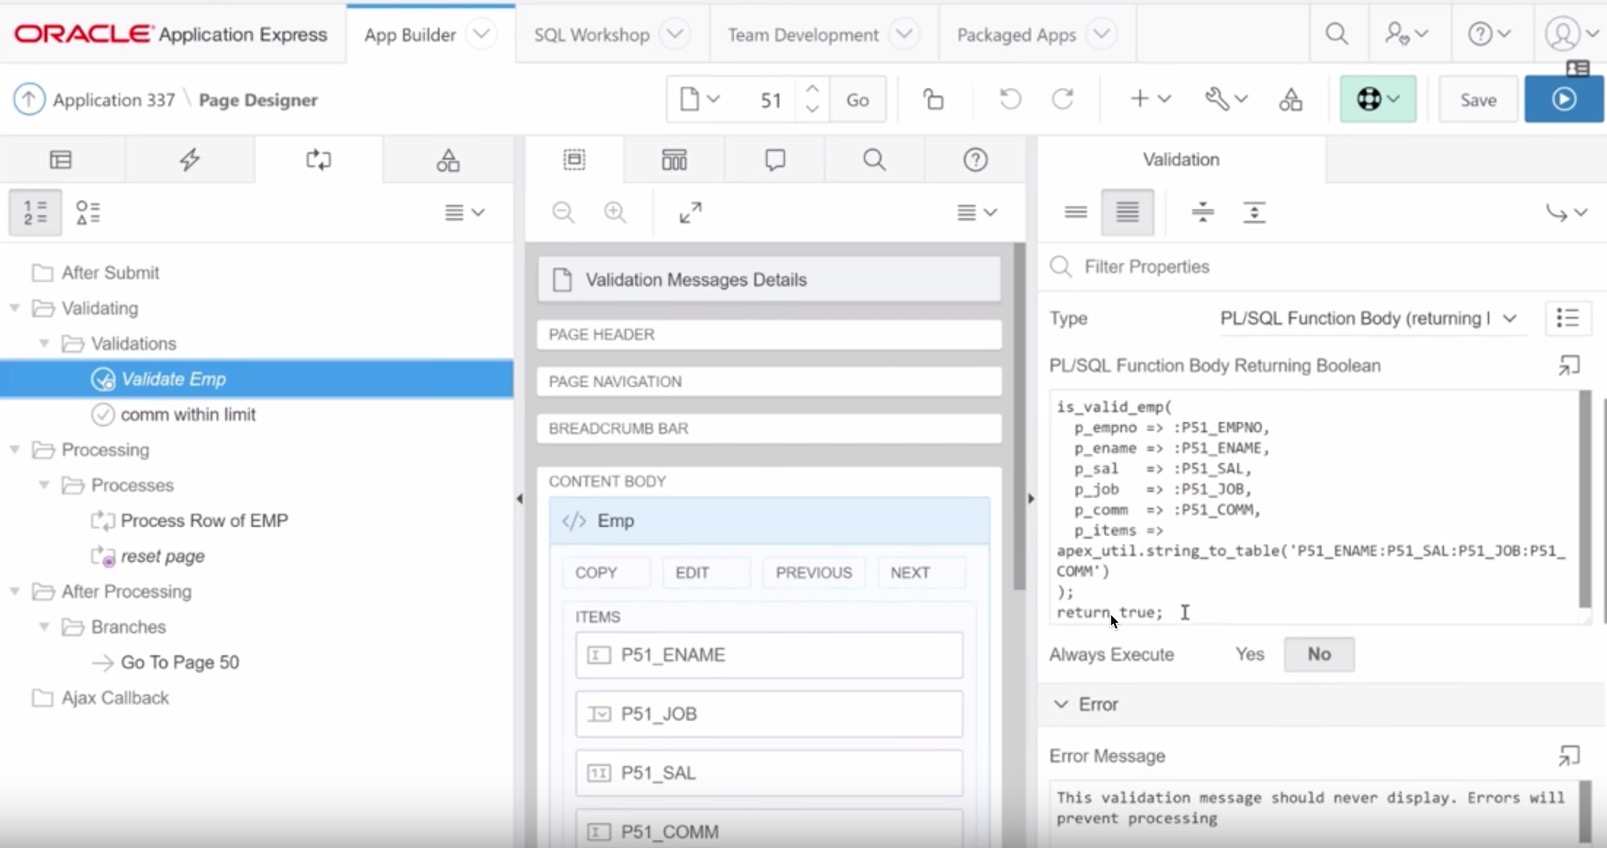 ORACLE Application Express
App Builder
SQL Workshop
Team Development
Packaged Apps
Application 337 \ Page Designer
51
Go
Save
Validation
1 =
2 =
Filter Properties
After Submit
Validating
Validations
Validate Emp
comm within limit
Processing
Processes
Process Row of EMP
reset page
After Processing
Branches
Go To Page 50
Ajax Callback
Validation Messages Details
PAGE HEADER
PAGE NAVIGATION
BREADCRUMB BAR
CONTENT BODY
</> Emp
COPY
EDIT
PREVIOUS
NEXT
ITEMS
P51_ENAME
P51_JOB
P51_SAL
P51_COMM
Type
PL/SQL Function Body (returning
PL/SQL Function Body Returning Boolean
is_valid_emp(
p_empno => :P51_EMPNO,
p_ename => :P51_ENAME,
p_sal => :P51_SAL,
p_job => :P51_JOB,
p_comm => :P51_COMM,
p_items =>
apex_util.string_to_table('P51_ENAME:P51_SAL:P51_JOB:P51_
COMM')
);
return true;
Always Execute
Yes
No
Error
Error Message
This validation message should never display. Errors will
prevent processing